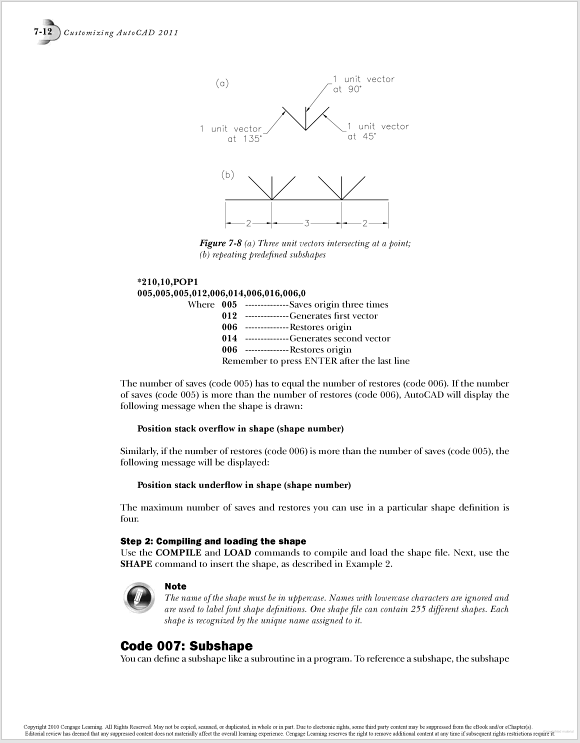 7-12 Customizing AutoCAD 2011
(a)
1 unit vector
at 90°
1 unit vector
at 135°
1 unit vector
at 45°
(b)
2 3 2
Figure 7-8 (a) Three unit vectors intersecting at a point;
(b) repeating predefined subshapes
*210,10,POP1
005,005,005,012,006,014,006,016,006,0
Where 005 --------------Saves origin three times
012 --------------Generates first vector
006 --------------Restores origin
014 --------------Generates second vector
006 --------------Restores origin
Remember to press ENTER after the last line
The number of saves (code 005) has to equal the number of restores (code 006). If the number
of saves (code 005) is more than the number of restores (code 006), AutoCAD will display the
following message when the shape is drawn:
Position stack overflow in shape (shape number)
Similarly, if the number of restores (code 006) is more than the number of saves (code 005), the
following message will be displayed:
Position stack underflow in shape (shape number)
The maximum number of saves and restores you can use in a particular shape definition is
four.
Step 2: Compiling and loading the shape
Use the COMPILE and LOAD commands to compile and load the shape file. Next, use the
SHAPE command to insert the shape, as described in Example 2.
Note
The name of the shape must be in uppercase. Names with lowercase characters are ignored and
are used to label font shape definitions. One shape file can contain 255 different shapes. Each
shape is recognized by the unique name assigned to it.
Code 007: Subshape
You can define a subshape like a subroutine in a program. To reference a subshape, the subshape
Copyright 2010 Cengage Learning. All Rights Reserved. May not be copied, scanned, or duplicated, in whole or in part. Due to electronic rights, some third party content may be suppressed from the eBook and/or eChapter(s).
Editorial review has deemed that any suppressed content does not materially affect the overall learning experience. Cengage Learning reserves the right to remove additional content at any time if subsequent rights restrictions require it.